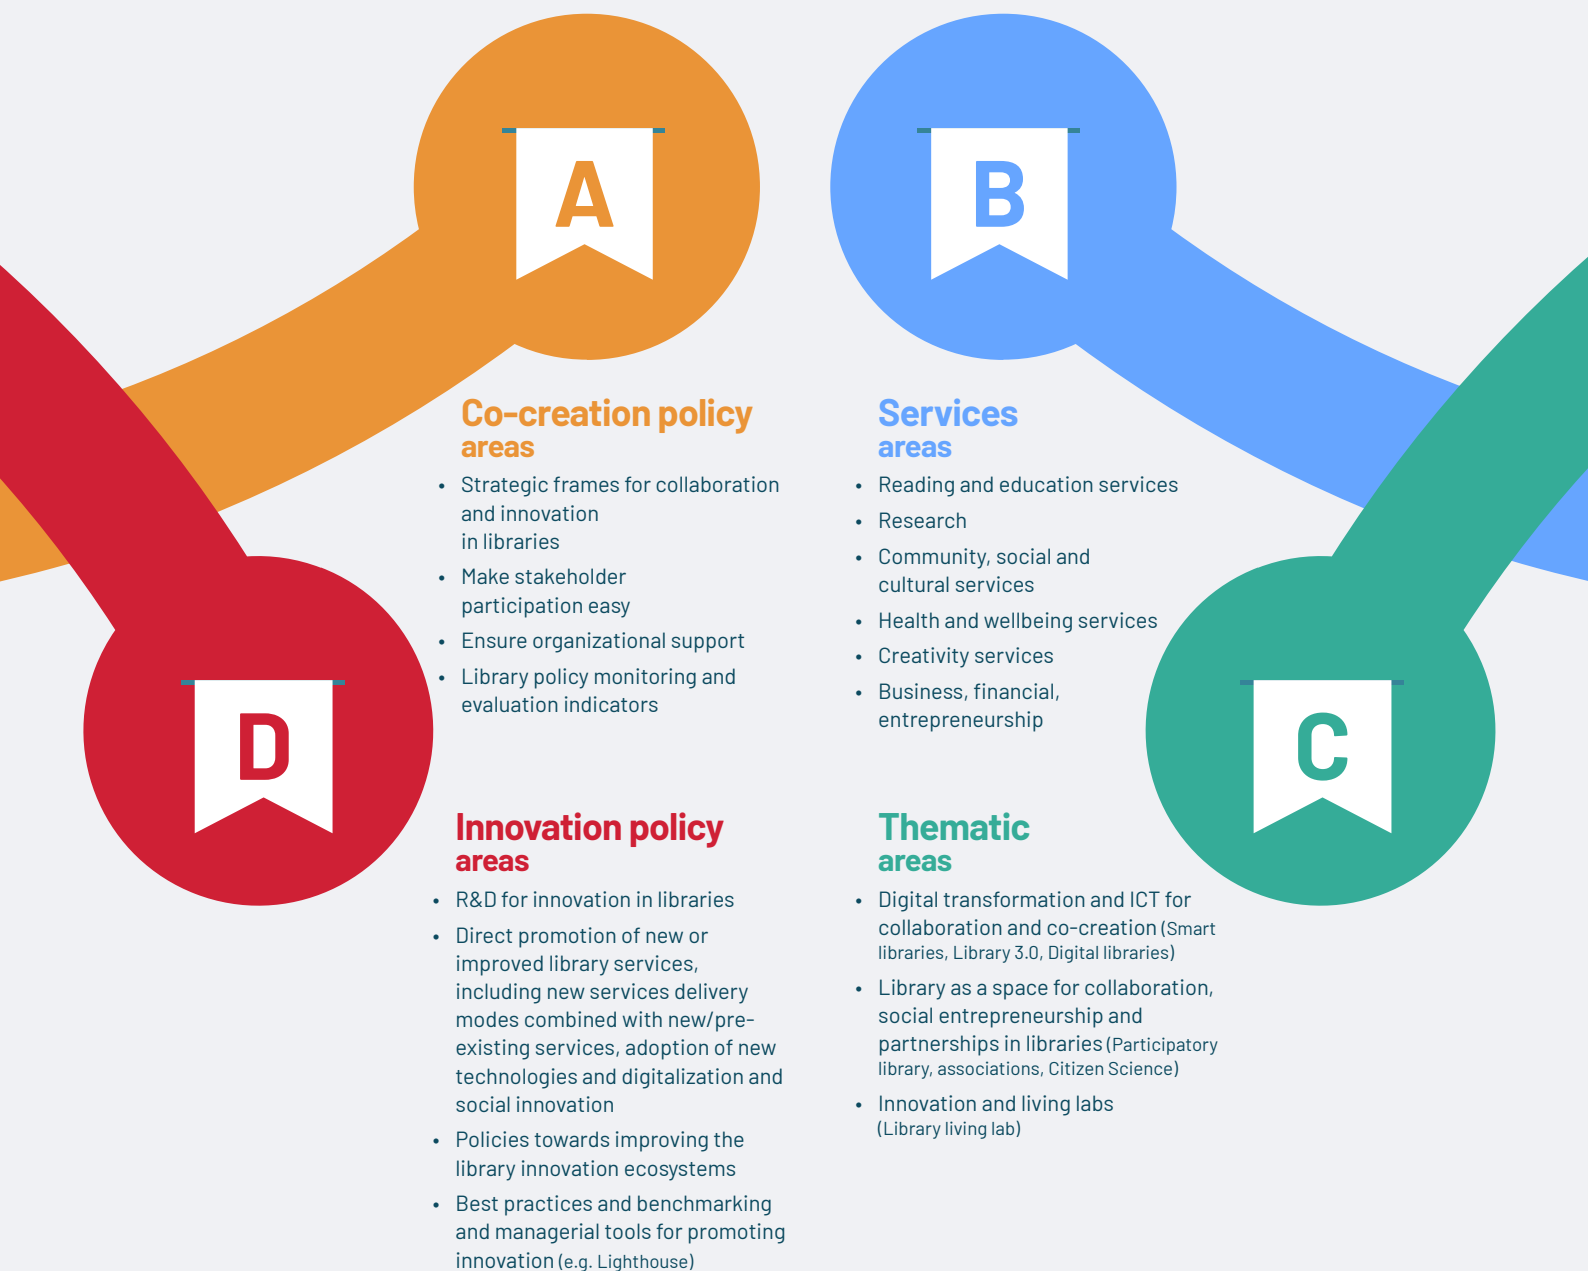 A
Co-creation policy
areas
• Strategic frames for collaboration
and innovation
in libraries
• Make stakeholder
participation easy
• Ensure organizational support
• Library policy monitoring and
evaluation indicators
B
Services
areas
• Reading and education services
• Research
• Community, social and
cultural services
• Health and wellbeing services
• Creativity services
• Business, financial,
entrepreneurship
D
Innovation policy
areas
• R&D for innovation in libraries
• Direct promotion of new or
improved library services,
including new services delivery
modes combined with new/pre-
existing services, adoption of new
technologies and digitalization and
social innovation
• Policies towards improving the
library innovation ecosystems
• Best practices and benchmarking
and managerial tools for promoting
innovation (e.g. Lighthouse)
C
Thematic
areas
• Digital transformation and ICT for
collaboration and co-creation (Smart
libraries, Library 3.0, Digital libraries)
• Library as a space for collaboration,
social entrepreneurship and
partnerships in libraries (Participatory
library, associations, Citizen Science)
• Innovation and living labs
(Library living lab)